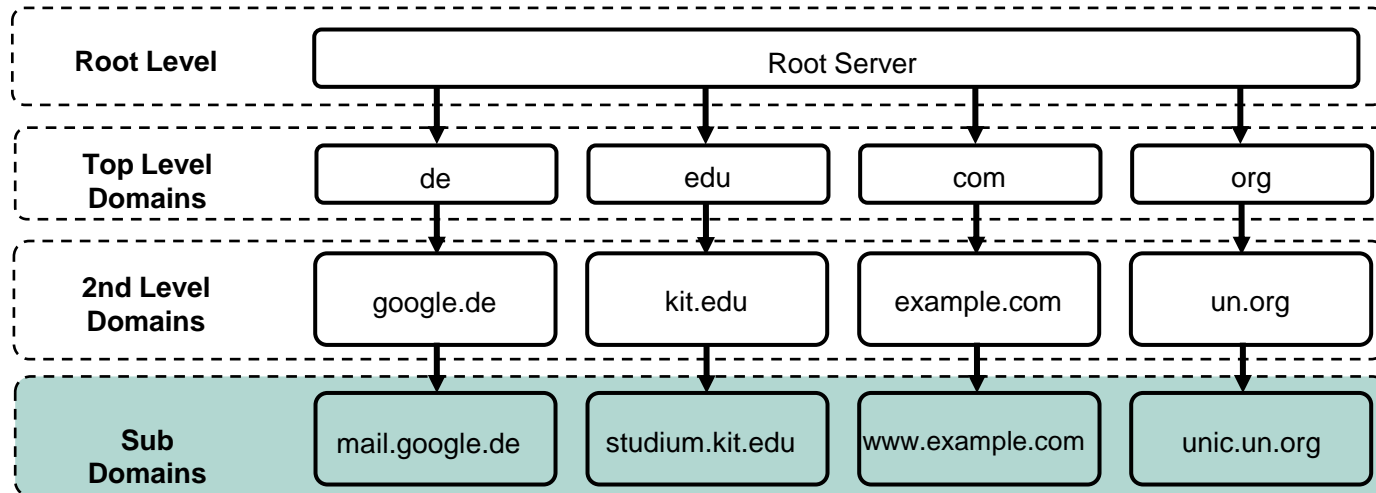 Root Level
Root Server
Top Level
Domains
de
edu
com
org
2nd Level
Domains
google.de
kit.edu
example.com
un.org
Sub
Domains
mail.google.de
studium.kit.edu
www.example.com
unic.un.org